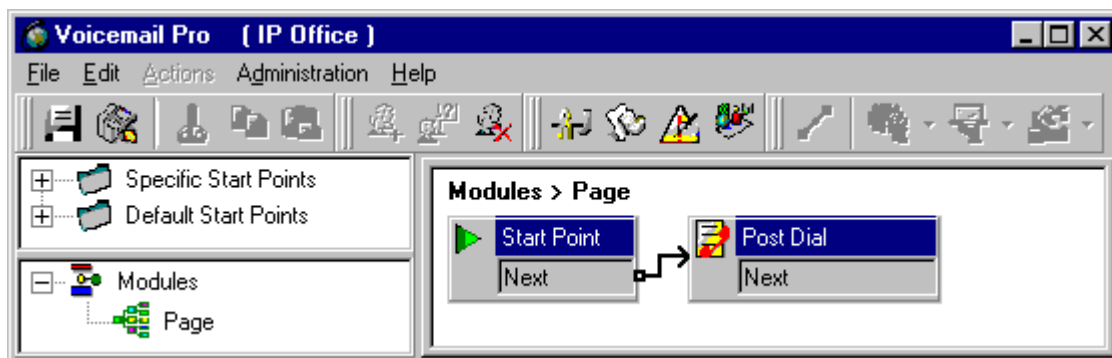 Voicemail Pro ( IP Office )
File Edit Actions Administration Help
Specific Start Points
Default Start Points
Modules
Page
Modules > Page
Start Point
Next
Post Dial
Next